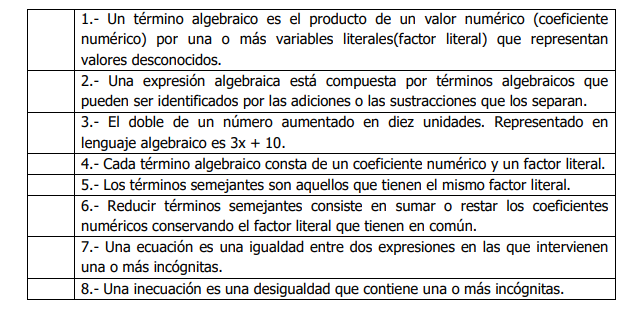 1.- Un término algebraico es el producto de un valor numérico (coeficiente
numérico) por una o más variables literales(factor literal) que representan
valores desconocidos.
2.- Una expresión algebraica está compuesta por términos algebraicos que
pueden ser identificados por las adiciones o las sustracciones que los separan.
3.- El doble de un número aumentado en diez unidades. Representado en
lenguaje algebraico es 3x + 10.
4.- Cada término algebraico consta de un coeficiente numérico y un factor literal.
5.- Los términos semejantes son aquellos que tienen el mismo factor literal.
6.- Reducir términos semejantes consiste en sumar o restar los coeficientes
numéricos conservando el factor literal que tienen en común.
7.- Una ecuación es una igualdad entre dos expresiones en las que intervienen
una o más incógnitas.
8.- Una inecuación es una desigualdad que contiene una o más incógnitas.